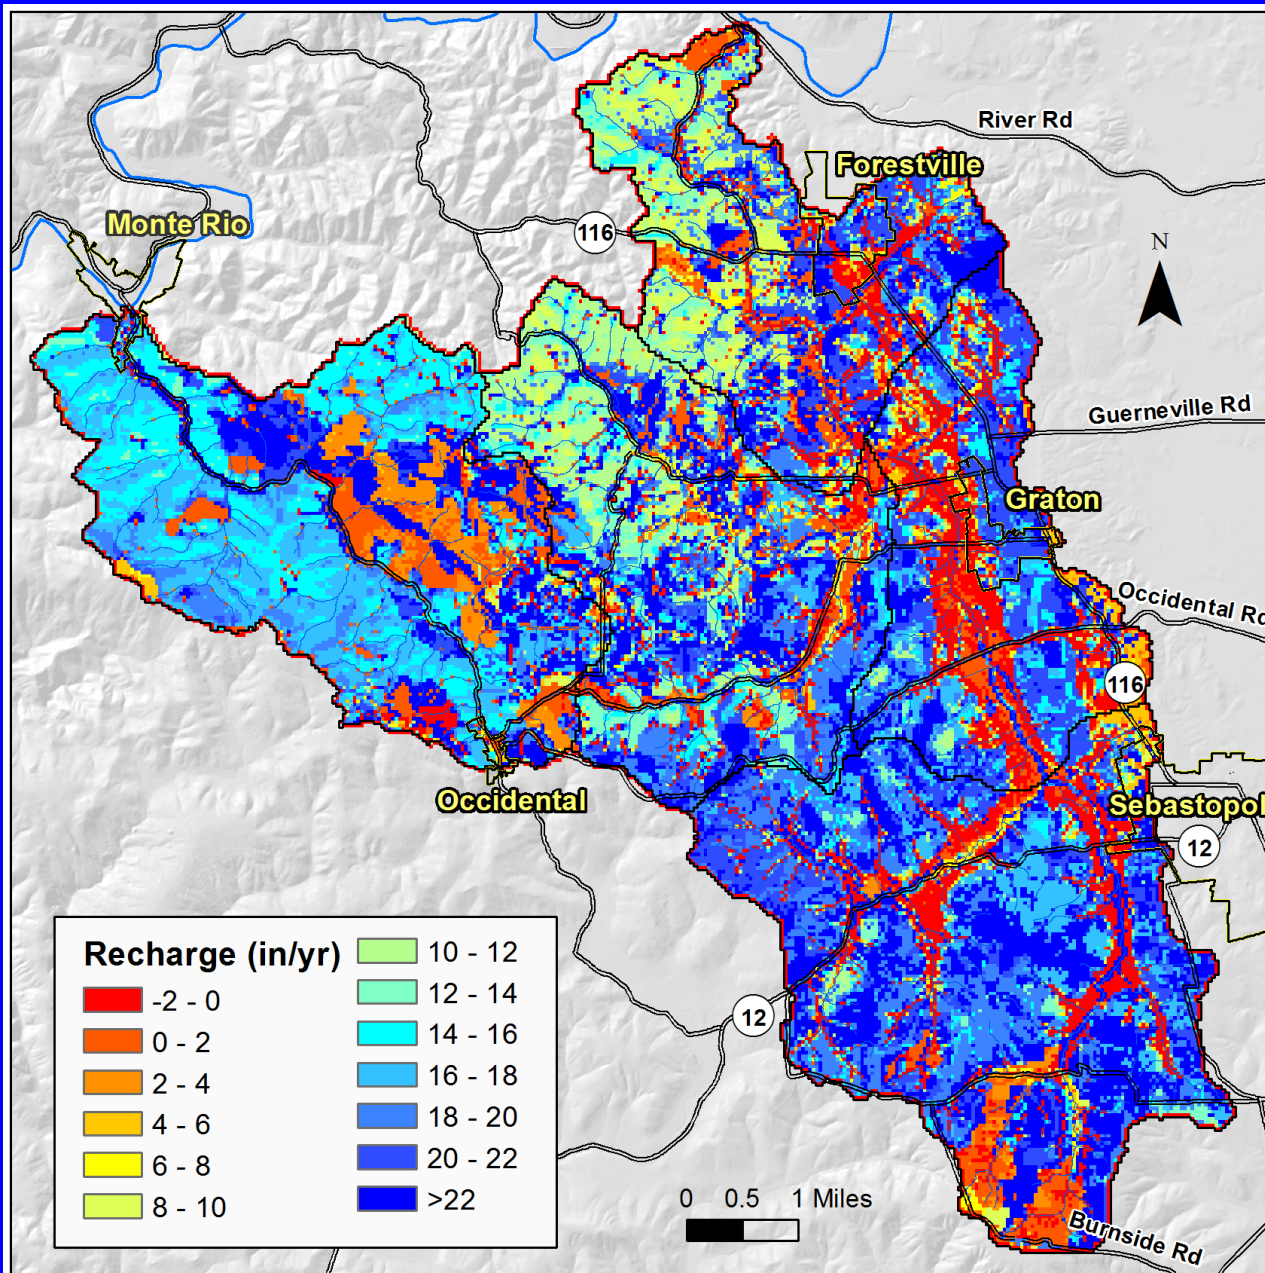 River Rd
Forestville
Monte Rio
116
N
Guerneville Rd
Graton
Occidental Rd
116
Occidental
Sebastopol
12
12
Recharge (in/yr)
-2 - 0
0 - 2
2 - 4
4 - 6
6 - 8
8 - 10
10 - 12
12 - 14
14 - 16
16 - 18
18 - 20
20 - 22
>22
0 0.5 1 Miles
Burnside Rd